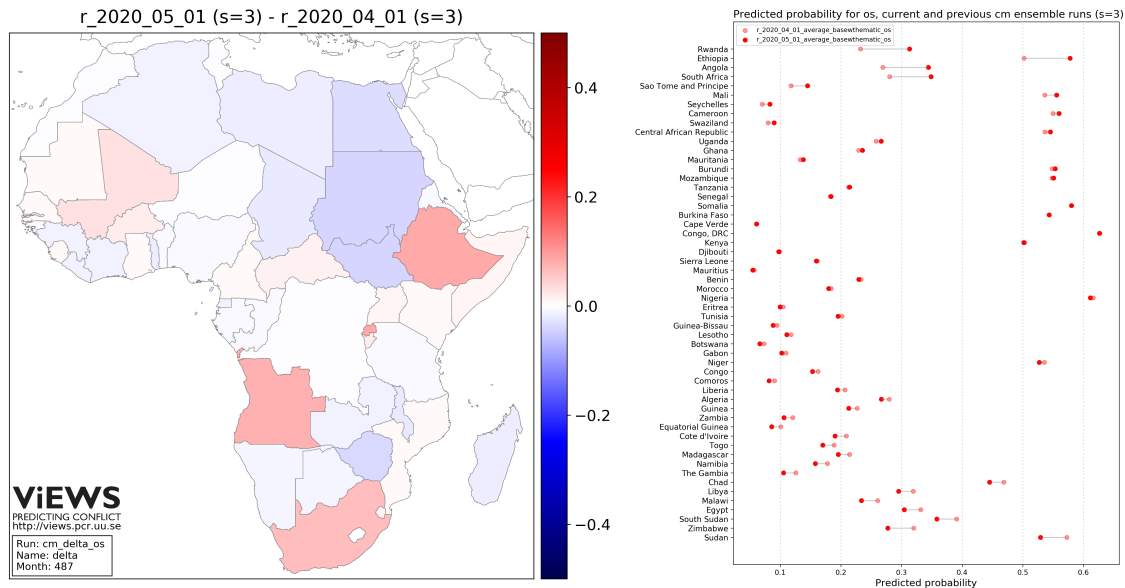 r_2020_05_01 (s=3) - r_2020_04_01 (s=3)
0.4
0.2
0.0
−0.2
−0.4
ViEWS
PREDICTING CONFLICT
http://views.pcr.uu.se
Run: cm_delta_os
Name: delta
Month: 487
Predicted probability for os, current and previous cm ensemble runs (s=3)
r_2020_04_01_average_basewthematic_os
r_2020_05_01_average_basewthematic_os
Rwanda
Ethiopia
Angola
South Africa
Sao Tome and Principe
Mali
Seychelles
Cameroon
Swaziland
Central African Republic
Uganda
Ghana
Mauritania
Burundi
Mozambique
Tanzania
Senegal
Somalia
Burkina Faso
Cape Verde
Congo, DRC
Kenya
Djibouti
Sierra Leone
Mauritius
Benin
Morocco
Nigeria
Eritrea
Tunisia
Guinea-Bissau
Lesotho
Botswana
Gabon
Niger
Congo
Comoros
Liberia
Algeria
Guinea
Zambia
Equatorial Guinea
Cote d'Ivoire
Togo
Madagascar
Namibia
The Gambia
Chad
Libya
Malawi
Egypt
South Sudan
Zimbabwe
Sudan
0.1 0.2 0.3 0.4 0.5 0.6
Predicted probability